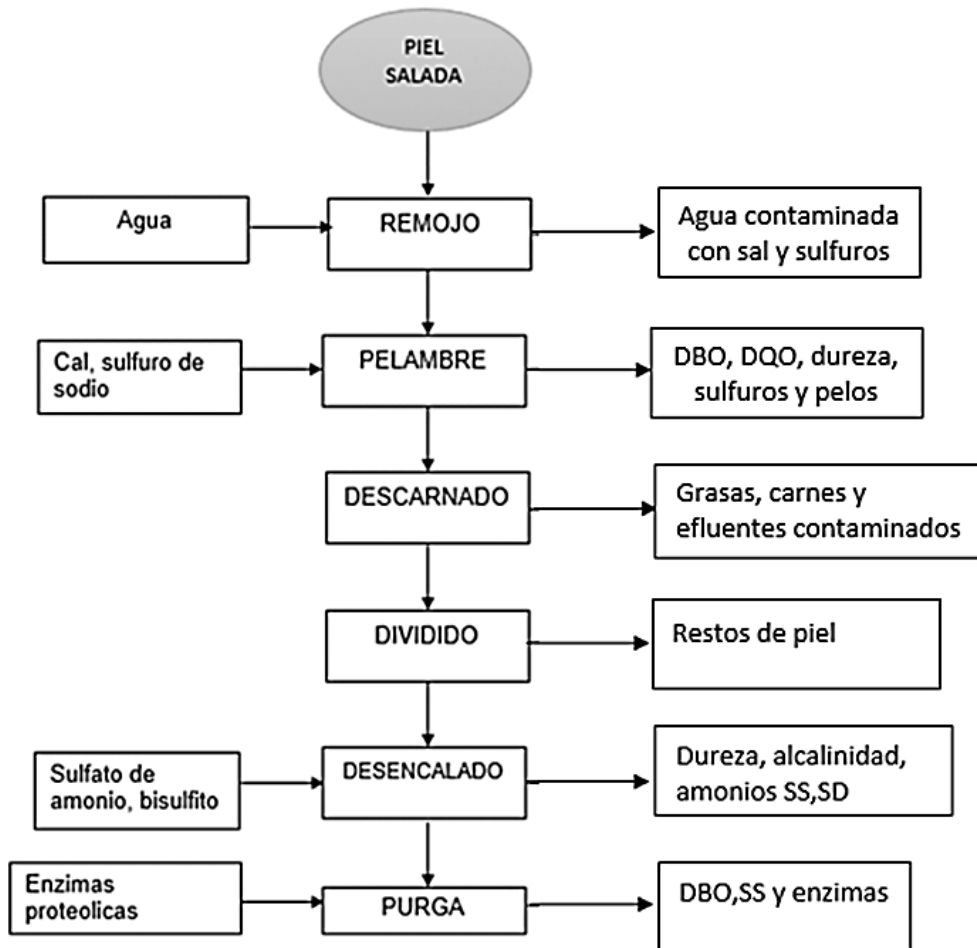 PIEL
SALADA
Agua
REMOJO
Agua contaminada
con sal y sulfuros
Cal, sulfuro de
sodio
PELAMBRE
DBO, DQO, dureza,
sulfuros y pelos
DESCARNADO
Grasas, carnes y
efluentes contaminados
DIVIDIDO
Restos de piel
Sulfato de
amonio, bisulfito
DESENCALADO
Dureza, alcalinidad,
amonios SS,SD
Enzimas
proteolicas
PURGA
DBO,SS y enzimas